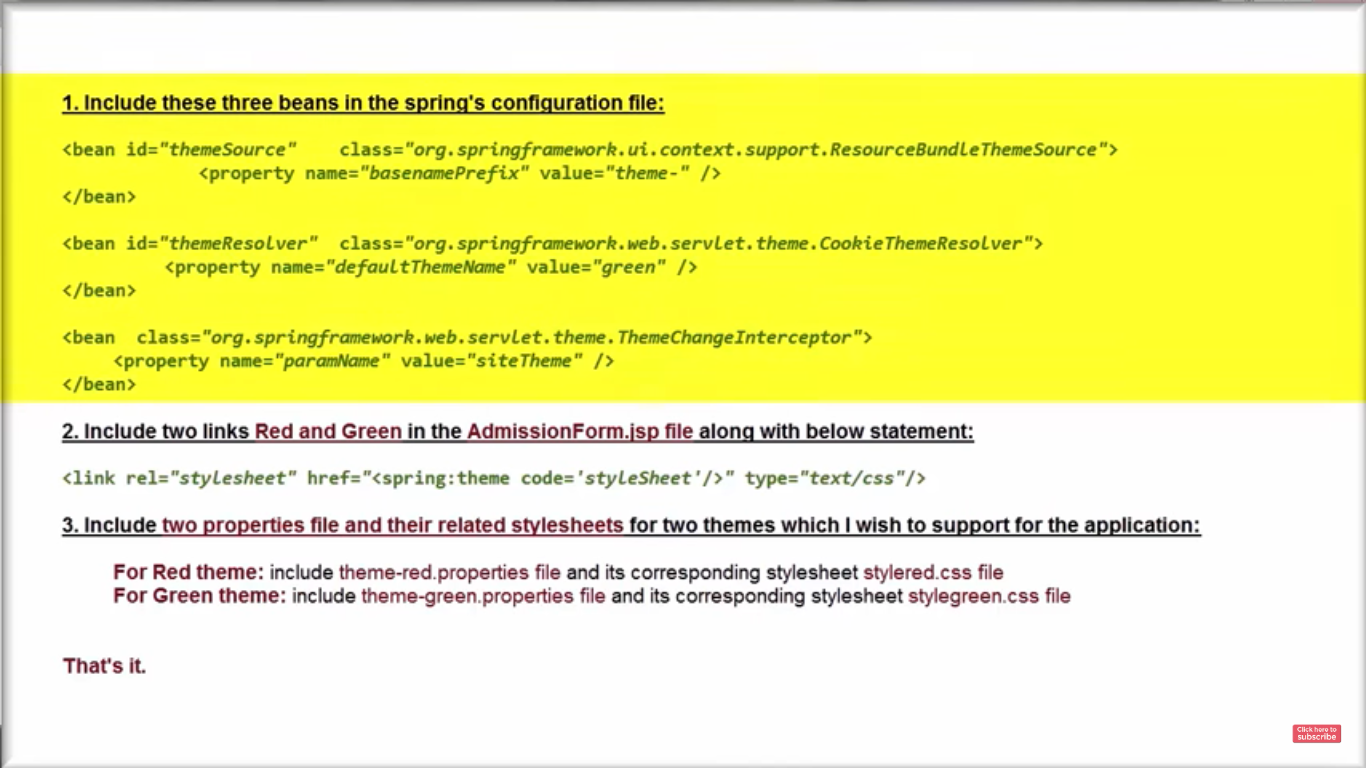 1. Include these three beans in the spring's configuration file:
<bean id="themeSource" class="org.springframework.ui.context.support.ResourceBundleThemeSource">
<property name="basenamePrefix" value="theme-" />
</bean>
<bean id="themeResolver" class="org.springframework.web.servlet.theme.CookieThemeResolver">
<property name="defaultThemeName" value="green" />
</bean>
<bean class="org.springframework.web.servlet.theme.ThemeChangeInterceptor">
<property name="paramName" value="siteTheme" />
</bean>
2. Include two links Red and Green in the AdmissionForm.jsp file along with below statement:
<link rel="stylesheet" href="<spring:theme code='styleSheet'/>" type="text/css"/>
3. Include two properties file and their related stylesheets for two themes which I wish to support for the application:
For Red theme: include theme-red.properties file and its corresponding stylesheet stylered.css file
For Green theme: include theme-green.properties file and its corresponding stylesheet stylegreen.css file
That's it.
Click here to
subscribe